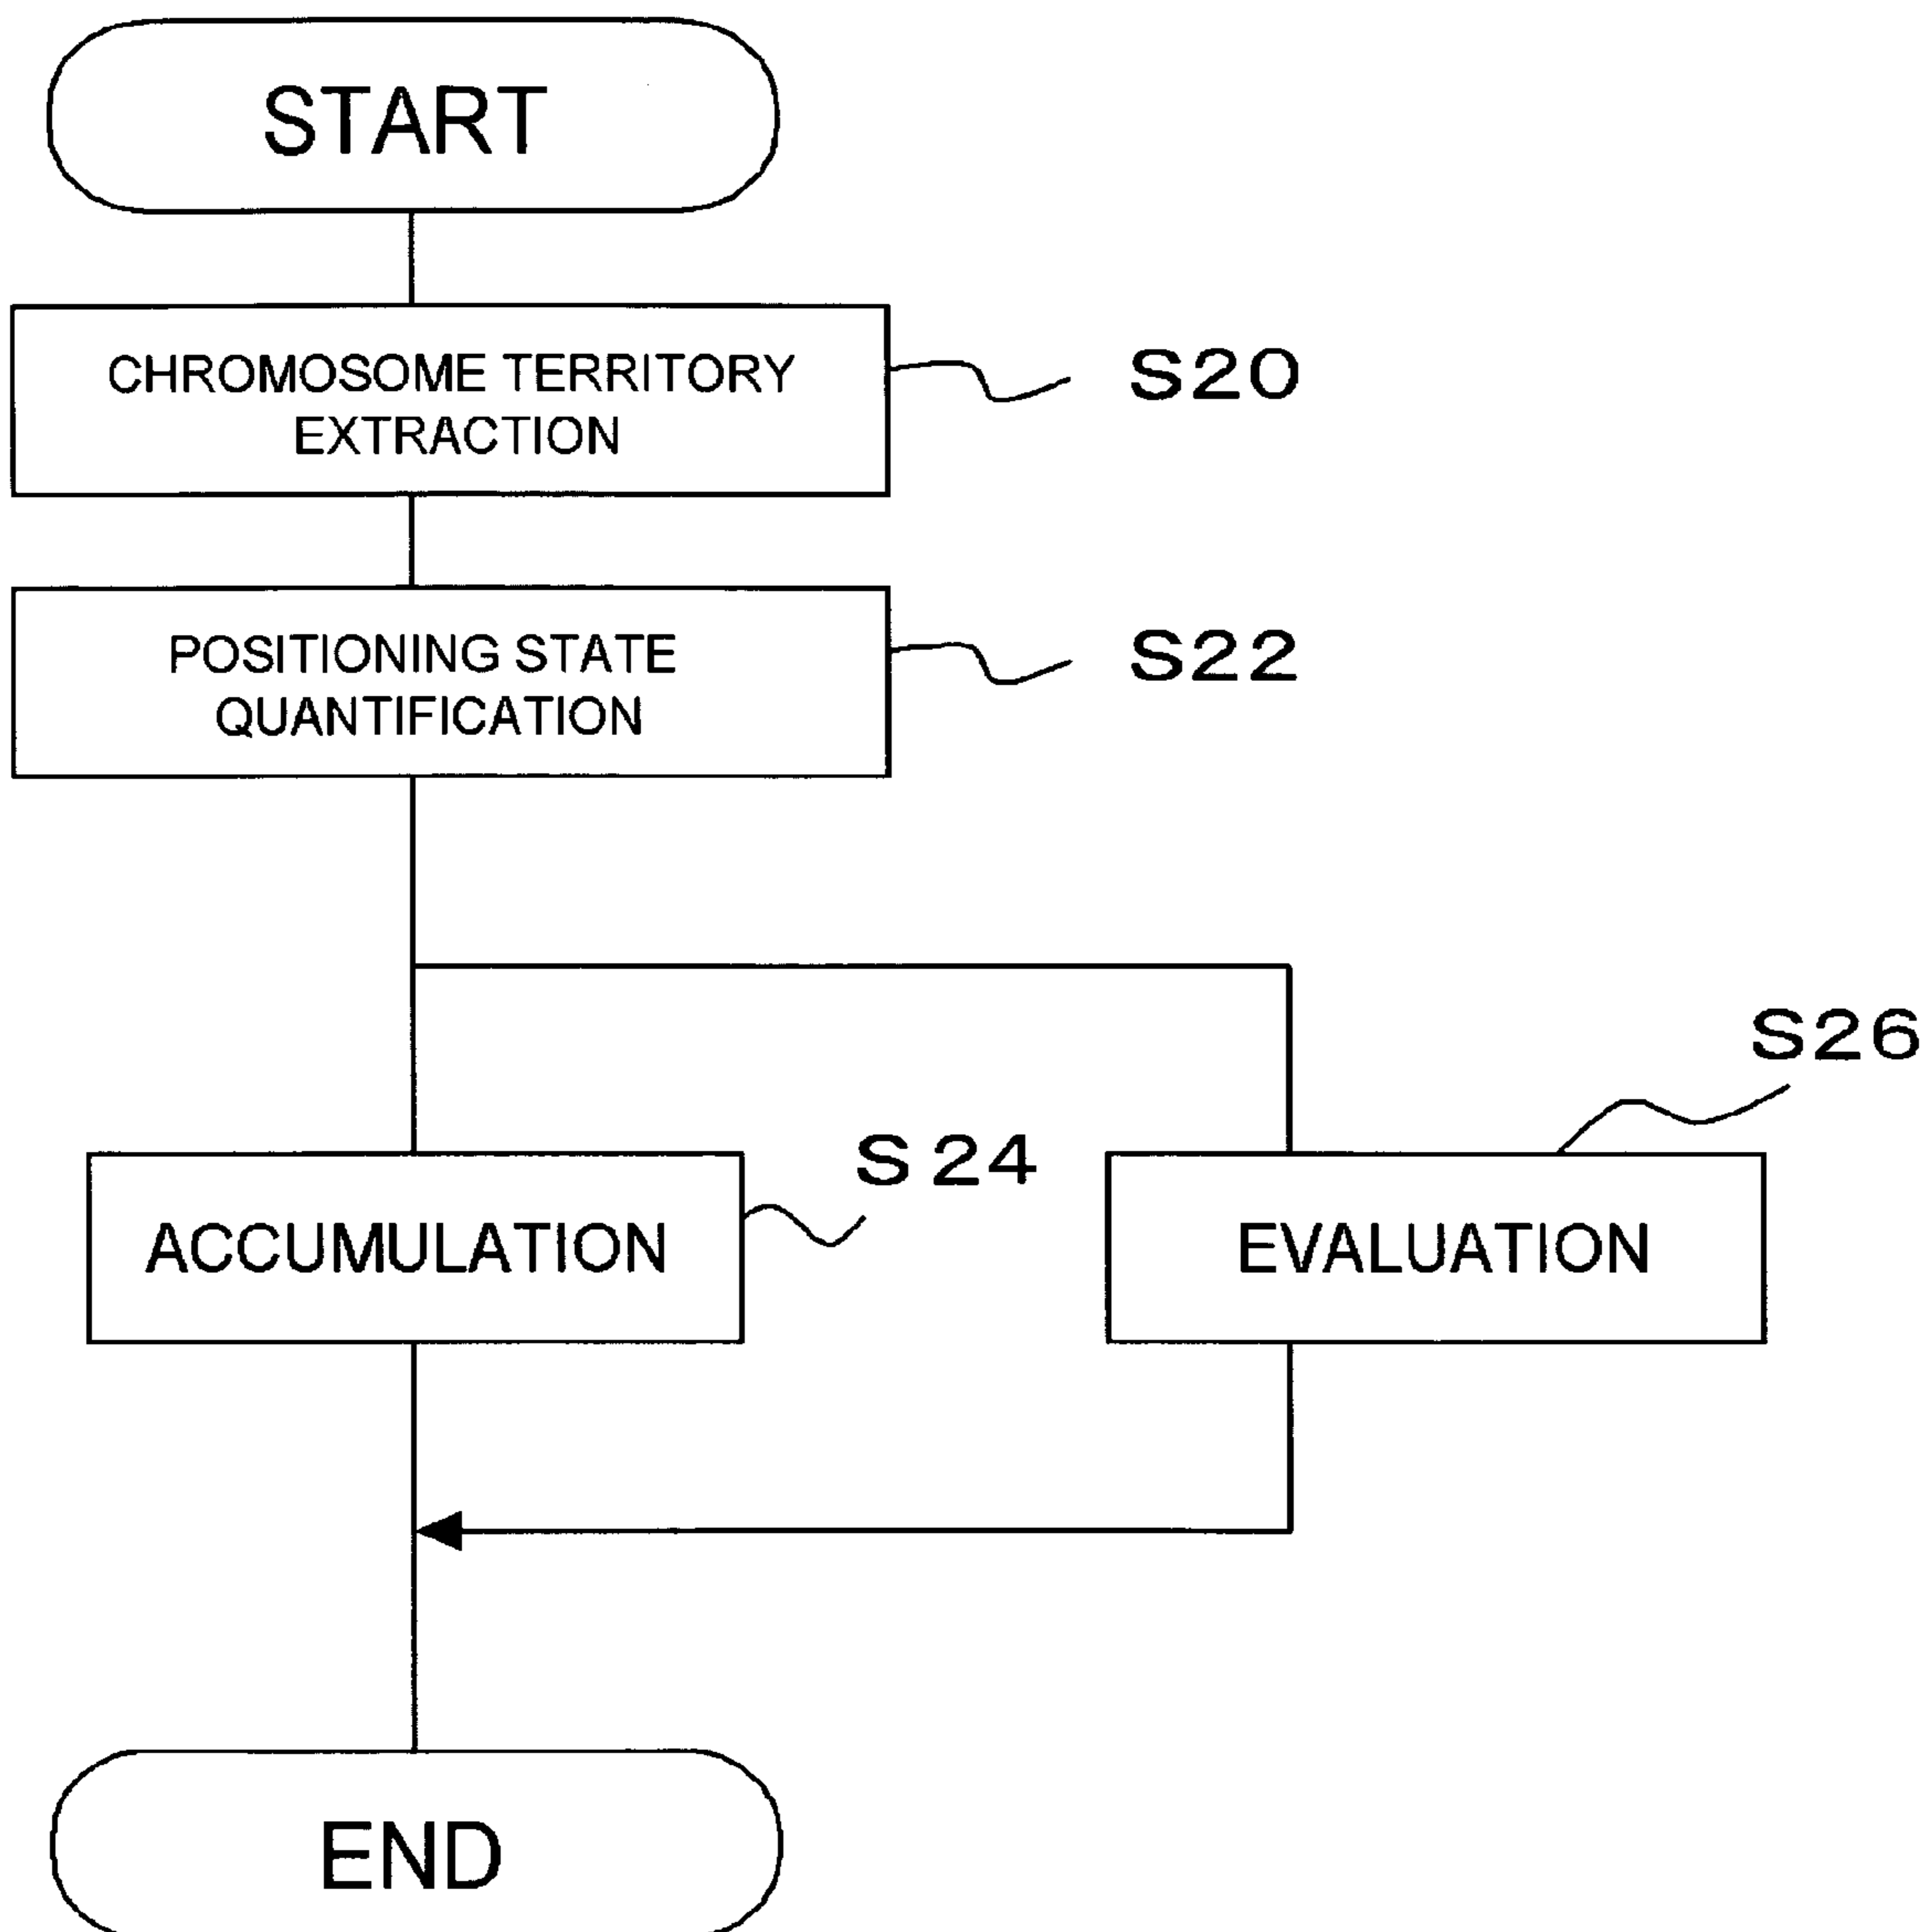 START
CHROMOSOME TERRITORY
EXTRACTION
S20
POSITIONING STATE
QUANTIFICATION
S22
S26
S24
ACCUMULATION
EVALUATION
END